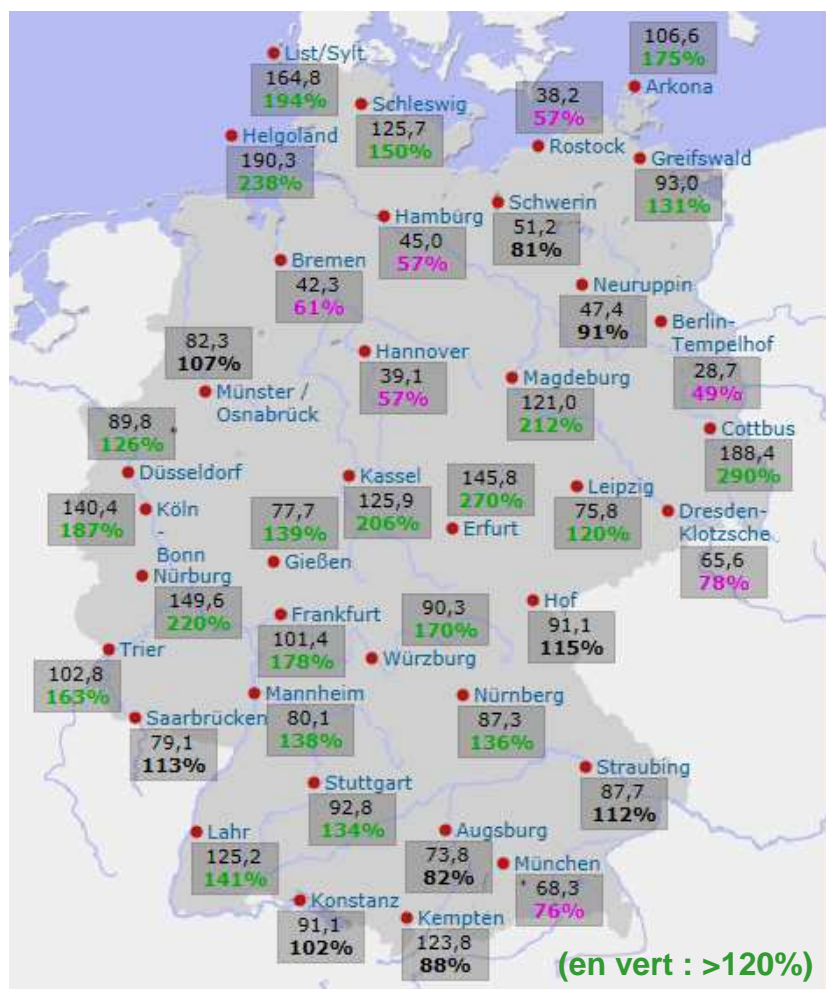 106,6
175%
Arkona
List/Sylt
164,8
194%
Schleswig
125,7
150%
38,2
57%
Rostock
Helgoland
190,3
238%
Greifswald
93,0
131%
Schwerin
51,2
81%
Hamburg
45,0
57%
Bremen
42,3
61%
Neuruppin
47,4
91%
Berlin-
Tempelhof
28,7
49%
82,3
107%
Münster /
Osnabrück
Hannover
39,1
57%
Magdeburg
121,0
212%
89,8
126%
Düsseldorf
Cottbus
188,4
290%
140,4
187%
Köln
-
Bonn
Kassel
125,9
206%
145,8
270%
Erfurt
Leipzig
75,8
120%
77,7
139%
Gießen
Dresden-
Klotzsche
65,6
78%
Nürburg
149,6
220%
Frankfurt
101,4
178%
90,3
170%
Würzburg
Hof
91,1
115%
Trier
102,8
163%
Mannheim
80,1
138%
Nürnberg
87,3
136%
Saarbrücken
79,1
113%
Straubing
87,7
112%
Stuttgart
92,8
134%
Lahr
125,2
141%
Augsburg
73,8
82%
München
68,3
76%
Konstanz
91,1
102%
Kempten
123,8
88%
(en vert : >120%)